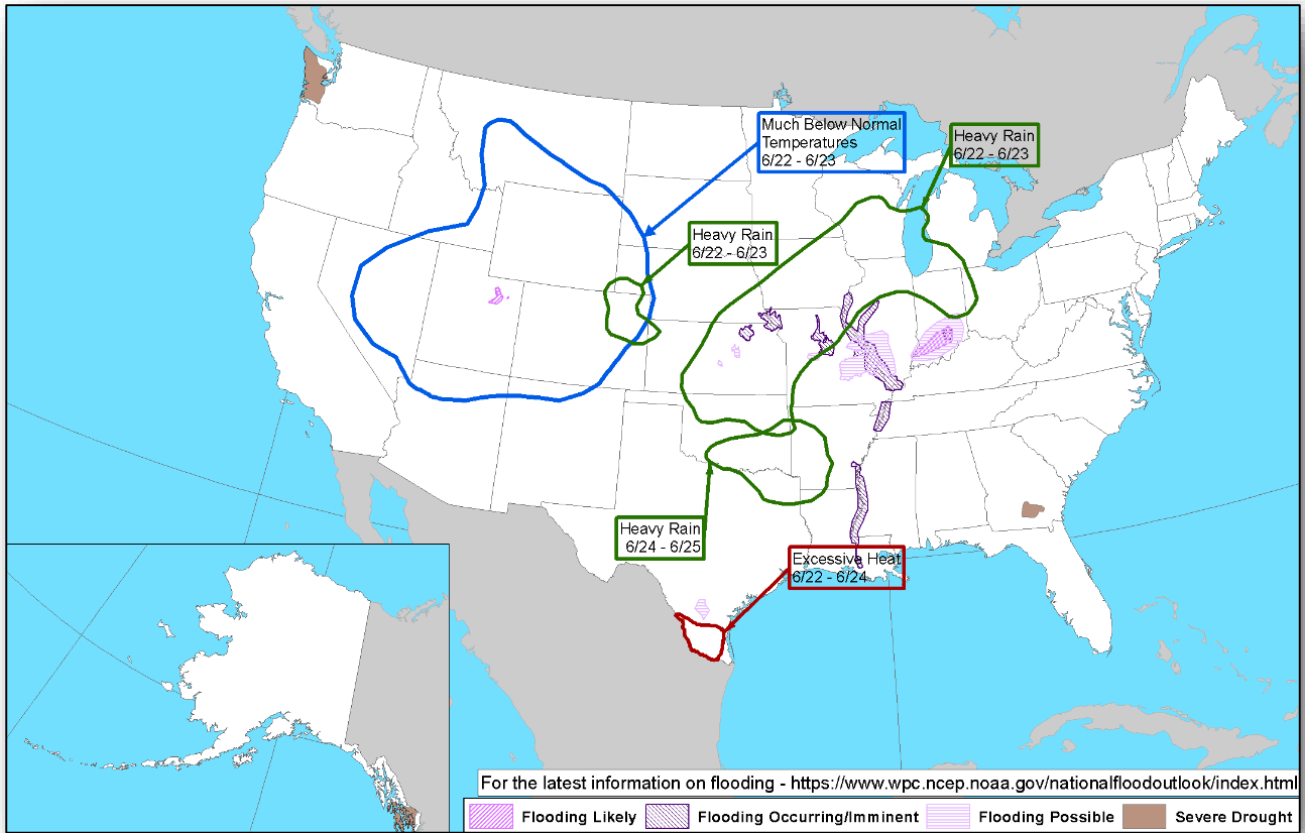 Much Below Normal
Temperatures
6/22 - 6/23
Heavy Rain
6/22 - 6/23
Heavy Rain
6/22 - 6/23
Heavy Rain
6/24 - 6/25
Excessive Heat
6/22 - 6/24
For the latest information on flooding - https://www.wpc.ncep.noaa.gov/nationalfloodoutlook/index.html
Flooding Likely
Flooding Occurring/Imminent
Flooding Possible
Severe Drought